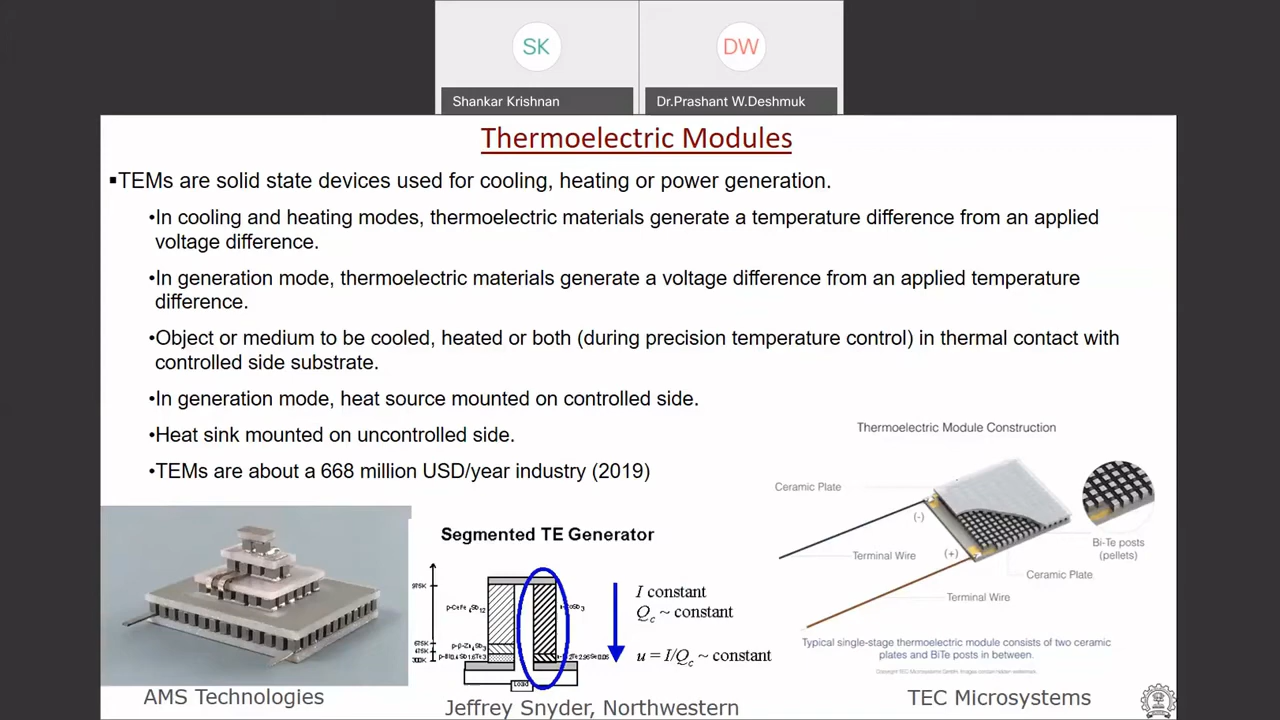 SK
DW
Shankar Krishnan
Dr.Prashant W.Deshmuk
Thermoelectric Modules
▪TEMs are solid state devices used for cooling, heating or power generation.
•In cooling and heating modes, thermoelectric materials generate a temperature difference from an applied
voltage difference.
•In generation mode, thermoelectric materials generate a voltage difference from an applied temperature
difference.
•Object or medium to be cooled, heated or both (during precision temperature control) in thermal contact with
controlled side substrate.
•In generation mode, heat source mounted on controlled side.
•Heat sink mounted on uncontrolled side.
•TEMs are about a 668 million USD/year industry (2019)
Thermoelectric Module Construction
Ceramic Plate
(-)
Terminal Wire
(+)
Bi-Te posts
(pellets)
Ceramic Plate
Terminal Wire
Typical single-stage thermoelectric module consists of two ceramic
plates and BiTe posts in between.
TEC Microsystems
Segmented TE Generator
I constant
Qc ~ constant
u = I/Qc ~ constant
Load
Jeffrey Snyder, Northwestern
AMS Technologies